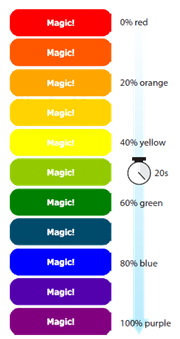 Magic! 0% red
Magic!
Magic! 20% orange
Magic!
Magic! 40% yellow
Magic! 20s
Magic! 60% green
Magic!
Magic! 80% blue
Magic!
Magic! 100% purple